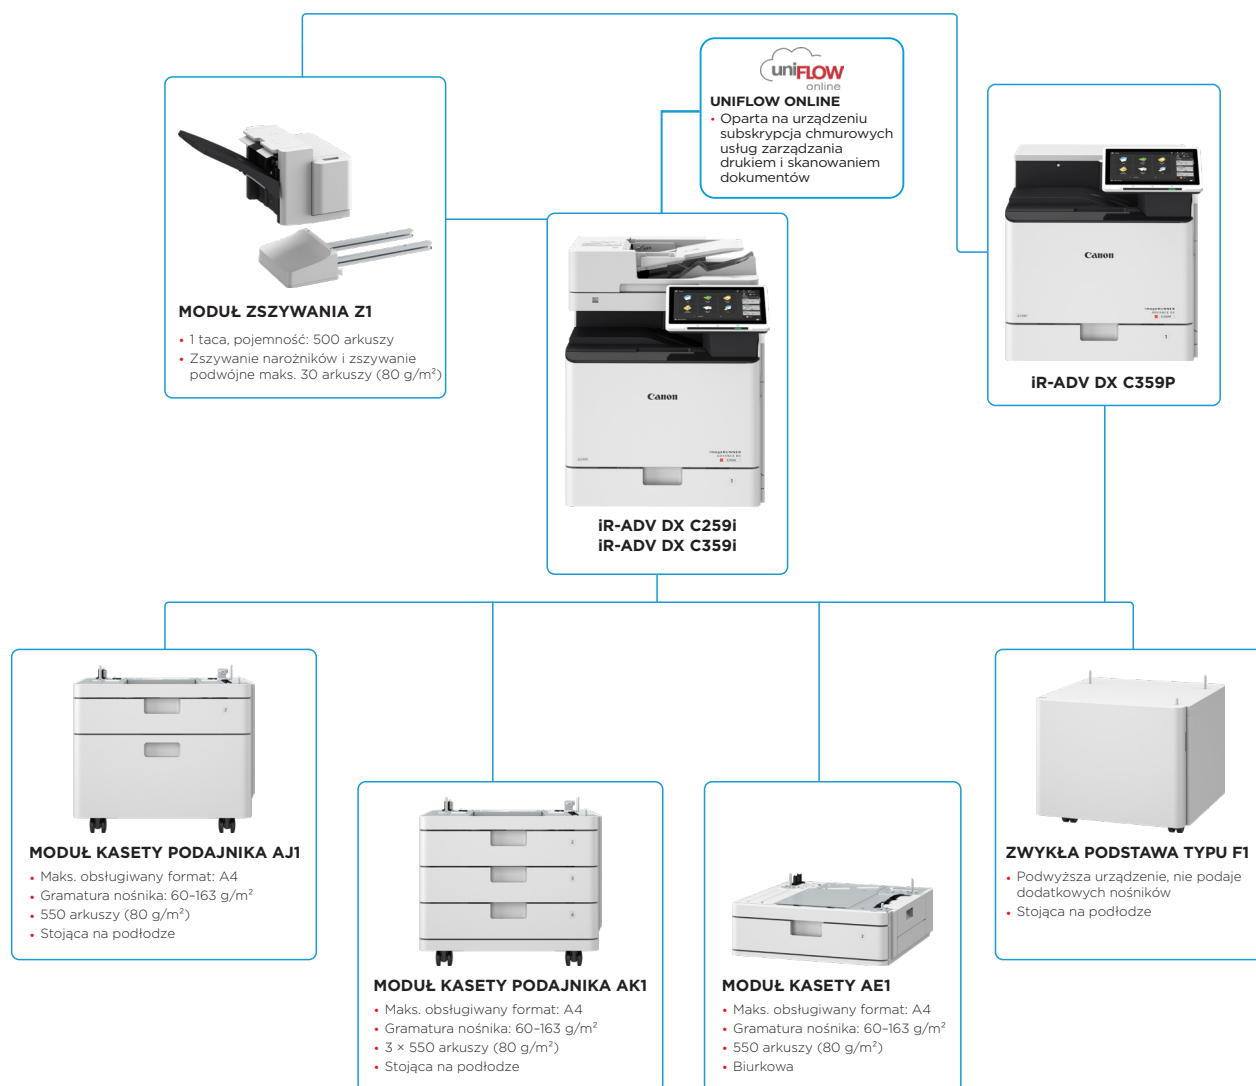 uniFLOW
online
UNIFLOW ONLINE
• Oparta na urządzeniu
subskrypcja chmurowych
usług zarządzania
drukiem i skanowaniem
dokumentów
MODUŁ ZSZYWANIA Z1
• 1 taca, pojemność: 500 arkuszy
• Zszywanie narożników i zszywanie
podwójne maks. 30 arkuszy (80 g/m²)
Canon
1
iR-ADV DX C259i
iR-ADV DX C359i
Canon
1
iR-ADV DX C359P
MODUŁ KASETY PODAJNIKA AJ1
• Maks. obsługiwany format: A4
• Gramatura nośnika: 60–163 g/m²
• 550 arkuszy (80 g/m²)
• Stojąca na podłodze
2
3
4
MODUŁ KASETY PODAJNIKA AK1
• Maks. obsługiwany format: A4
• Gramatura nośnika: 60–163 g/m²
• 3 × 550 arkuszy (80 g/m²)
• Stojąca na podłodze
2
MODUŁ KASETY AE1
• Maks. obsługiwany format: A4
• Gramatura nośnika: 60–163 g/m²
• 550 arkuszy (80 g/m²)
• Biurkowa
ZWYKŁA PODSTAWA TYPU F1
• Podwyższa urządzenie, nie podaje
dodatkowych nośników
• Stojąca na podłodze